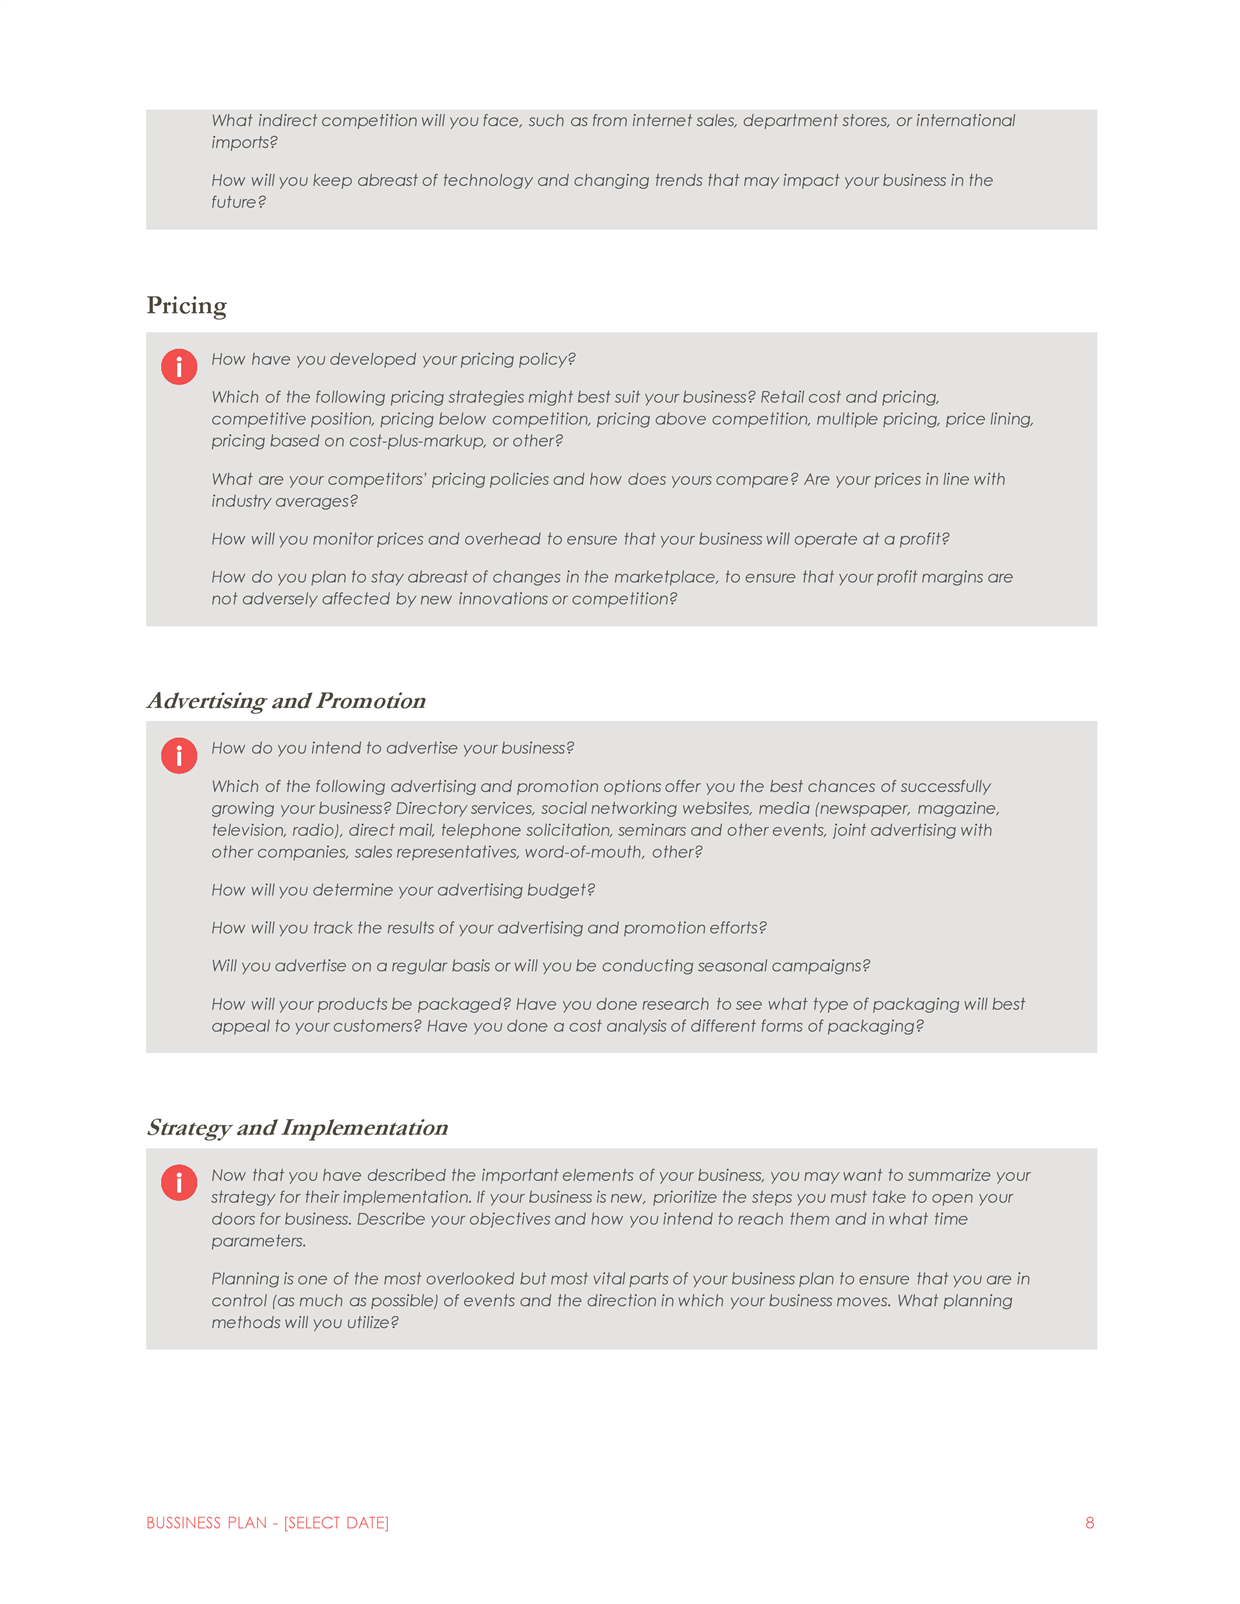 What indirect competition will you face, such as from internet sales, department stores, or international
imports?
How will you keep abreast of technology and changing trends that may impact your business in the
future?
Pricing
How have you developed your pricing policy?
Which of the following pricing strategies might best suit your business? Retail cost and pricing,
competitive position, pricing below competition, pricing above competition, multiple pricing, price lining,
pricing based on cost-plus-markup, or other?
What are your competitors' pricing policies and how does yours compare? Are your prices in line with
industry averages?
How will you monitor prices and overhead to ensure that your business will operate at a profit?
How do you plan to stay abreast of changes in the marketplace, to ensure that your profit margins are
not adversely affected by new innovations or competition?
Advertising and Promotion
How do you intend to advertise your business?
Which of the following advertising and promotion options offer you the best chances of successfully
growing your business? Directory services, social networking websites, media (newspaper, magazine,
television, radio), direct mail, telephone solicitation, seminars and other events, joint advertising with
other companies, sales representatives, word-of-mouth, other?
How will you determine your advertising budget?
How will you track the results of your advertising and promotion efforts?
Will you advertise on a regular basis or will you be conducting seasonal campaigns?
How will your products be packaged? Have you done research to see what type of packaging will best
appeal to your customers? Have you done a cost analysis of different forms of packaging?
Strategy and Implementation
Now that you have described the important elements of your business, you may want to summarize your
strategy for their implementation. If your business is new, prioritize the steps you must take to open your
doors for business. Describe your objectives and how you intend to reach them and in what time
parameters.
Planning is one of the most overlooked but most vital parts of your business plan to ensure that you are in
control (as much as possible) of events and the direction in which your business moves. What planning
methods will you utilize?
BUSSINESS PLAN - [SELECT DATE] 8